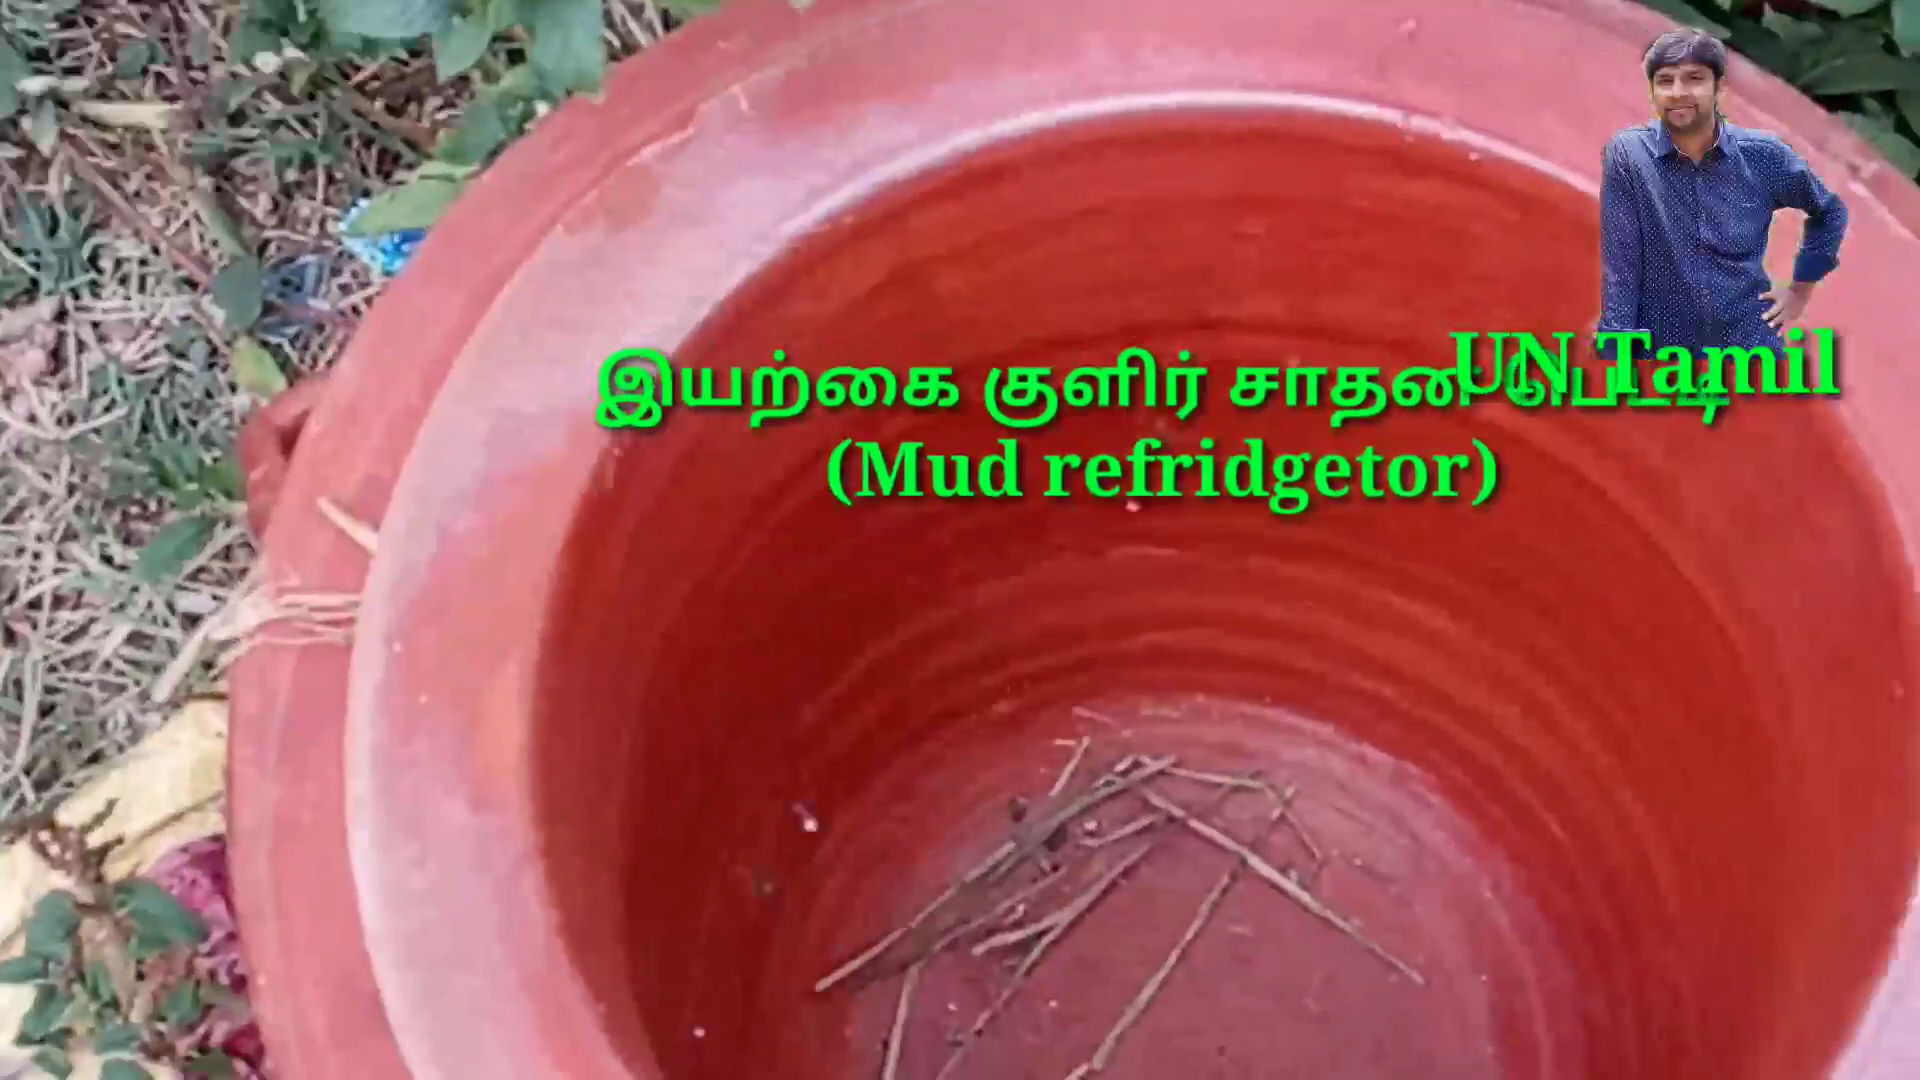 இயற்கை குளிர் சாதன
UN Tamil
(Mud refridgetor)